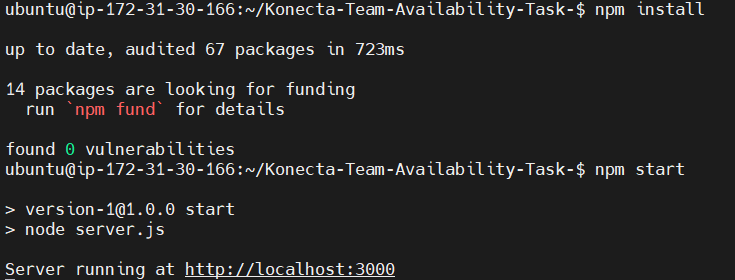 ubuntu@ip-172-31-30-166:~/Konecta-Team-Availability-Task-$ npm install
up to date, audited 67 packages in 723ms
14 packages are looking for funding
  run `npm fund` for details
found 0 vulnerabilities
ubuntu@ip-172-31-30-166:~/Konecta-Team-Availability-Task-$ npm start
> version-1@1.0.0 start
> node server.js
Server running at http://localhost:3000